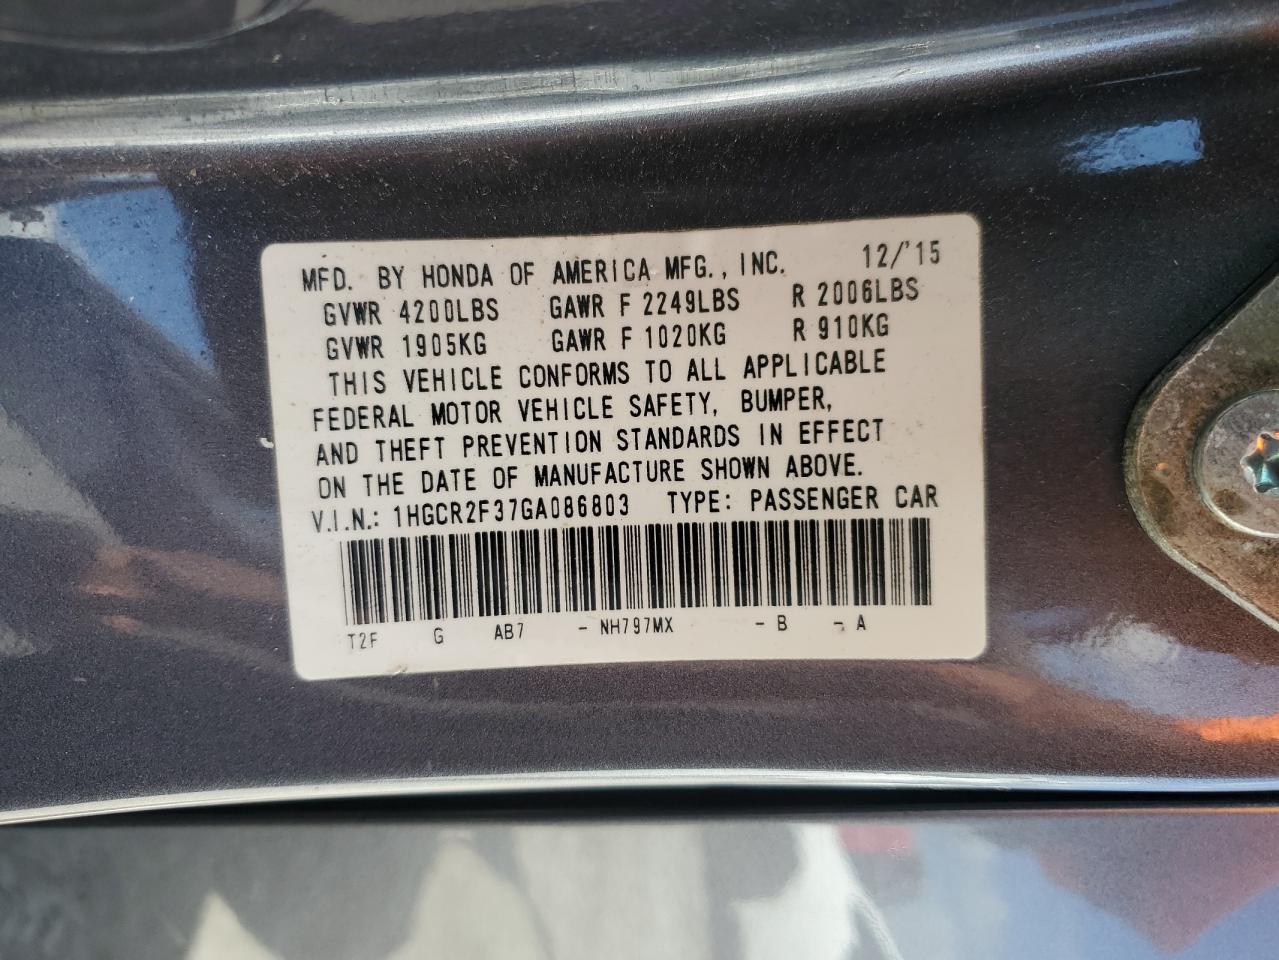 MFD. BY HONDA OF AMERICA MFG., INC. 12/'15
GVWR 4200LBS GAWR F 2249LBS R 2006LBS
GVWR 1905KG GAWR F 1020KG R 910KG
THIS VEHICLE CONFORMS TO ALL APPLICABLE
FEDERAL MOTOR VEHICLE SAFETY, BUMPER,
AND THEFT PREVENTION STANDARDS IN EFFECT
ON THE DATE OF MANUFACTURE SHOWN ABOVE.
V.I.N.: 1HGCR2F37GA086803 TYPE: PASSENGER CAR
T2F G AB7 - NH797MX - B - A